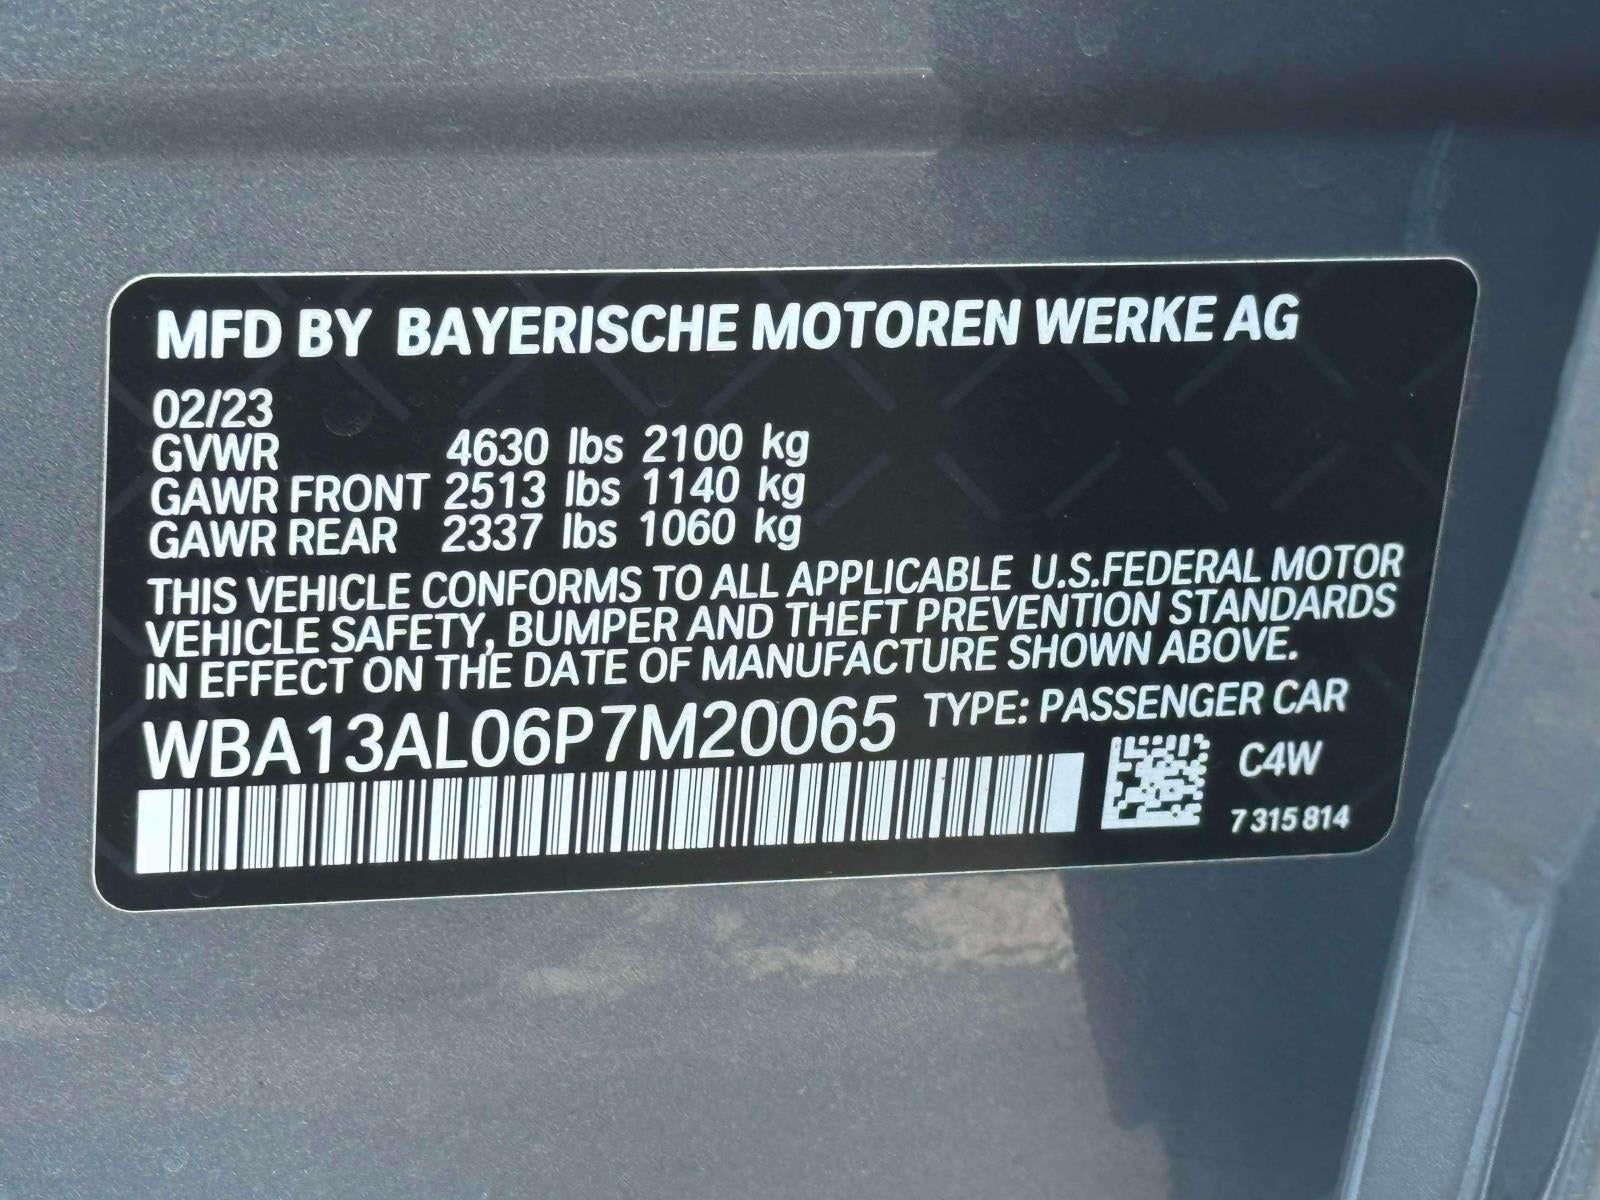 MFD BY BAYERISCHE MOTOREN WERKE AG
02/23
GVWR 4630 lbs 2100 kg
GAWR FRONT 2513 lbs 1140 kg
GAWR REAR 2337 lbs 1060 kg
THIS VEHICLE CONFORMS TO ALL APPLICABLE U.S.FEDERAL MOTOR
VEHICLE SAFETY, BUMPER AND THEFT PREVENTION STANDARDS
IN EFFECT ON THE DATE OF MANUFACTURE SHOWN ABOVE.
WBA13AL06P7M20065 TYPE: PASSENGER CAR
C4W
7 315 814